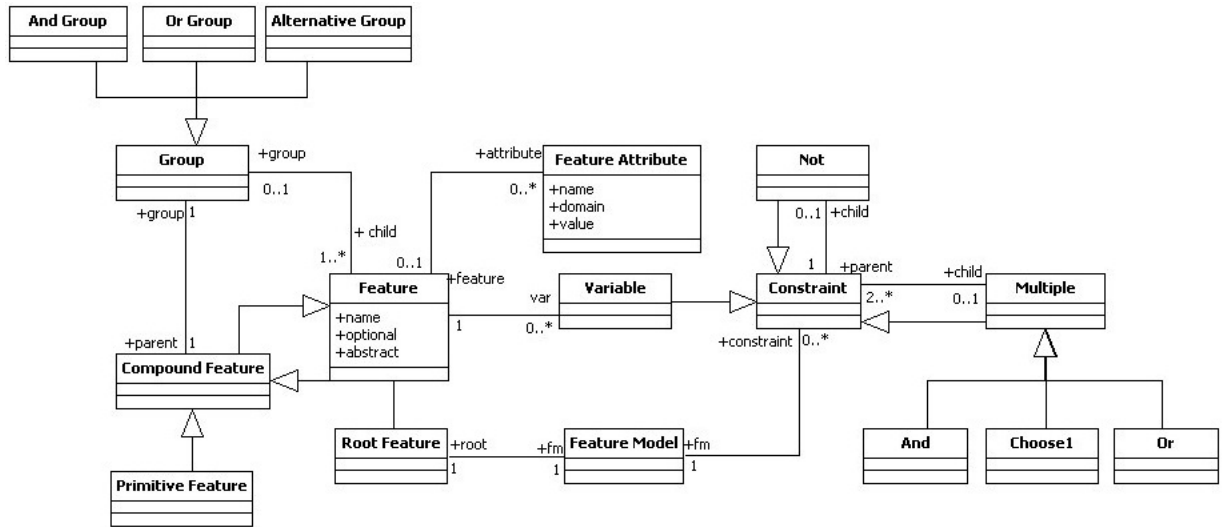 And Group
Or Group
Alternative Group
Group
+group
0..1
+attribute
0..*
Feature Attribute
+name
+domain
+value
Not
0..1
+child
+group
1
+ child
1..*
0..1
+feature
Feature
+name
+optional
+abstract
1
var
0..*
Variable
1
+parent
Constraint
2..*
+child
0..1
Multiple
+constraint
0..*
+parent
1
Compound Feature
Root Feature
+root
1
+fm
1
Feature Model
+fm
1
And
Choose1
Or
Primitive Feature